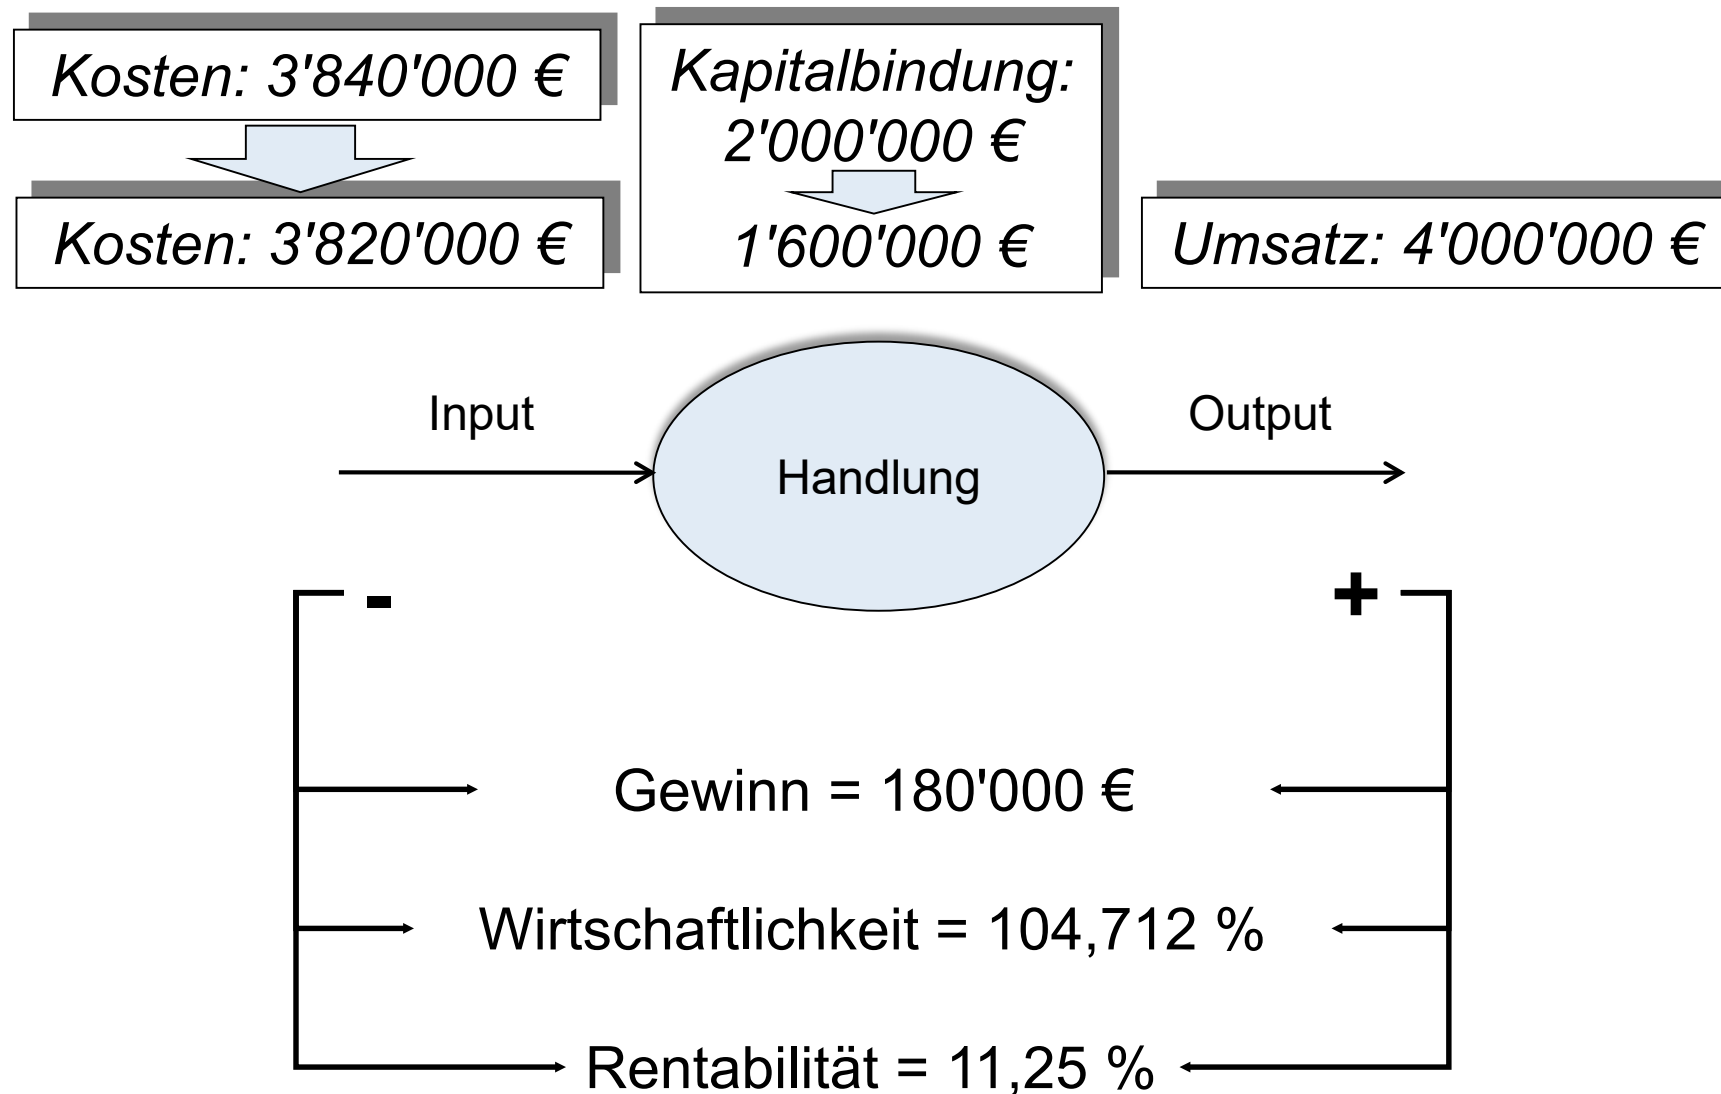 Kosten: 3'840'000 €
Kosten: 3'820'000 €
Kapitalbindung:
2'000'000 €
1'600'000 €
Umsatz: 4'000'000 €
Input
Handlung
Output
-
+
Gewinn = 180'000 €
Wirtschaftlichkeit = 104,712 %
Rentabilität = 11,25 %